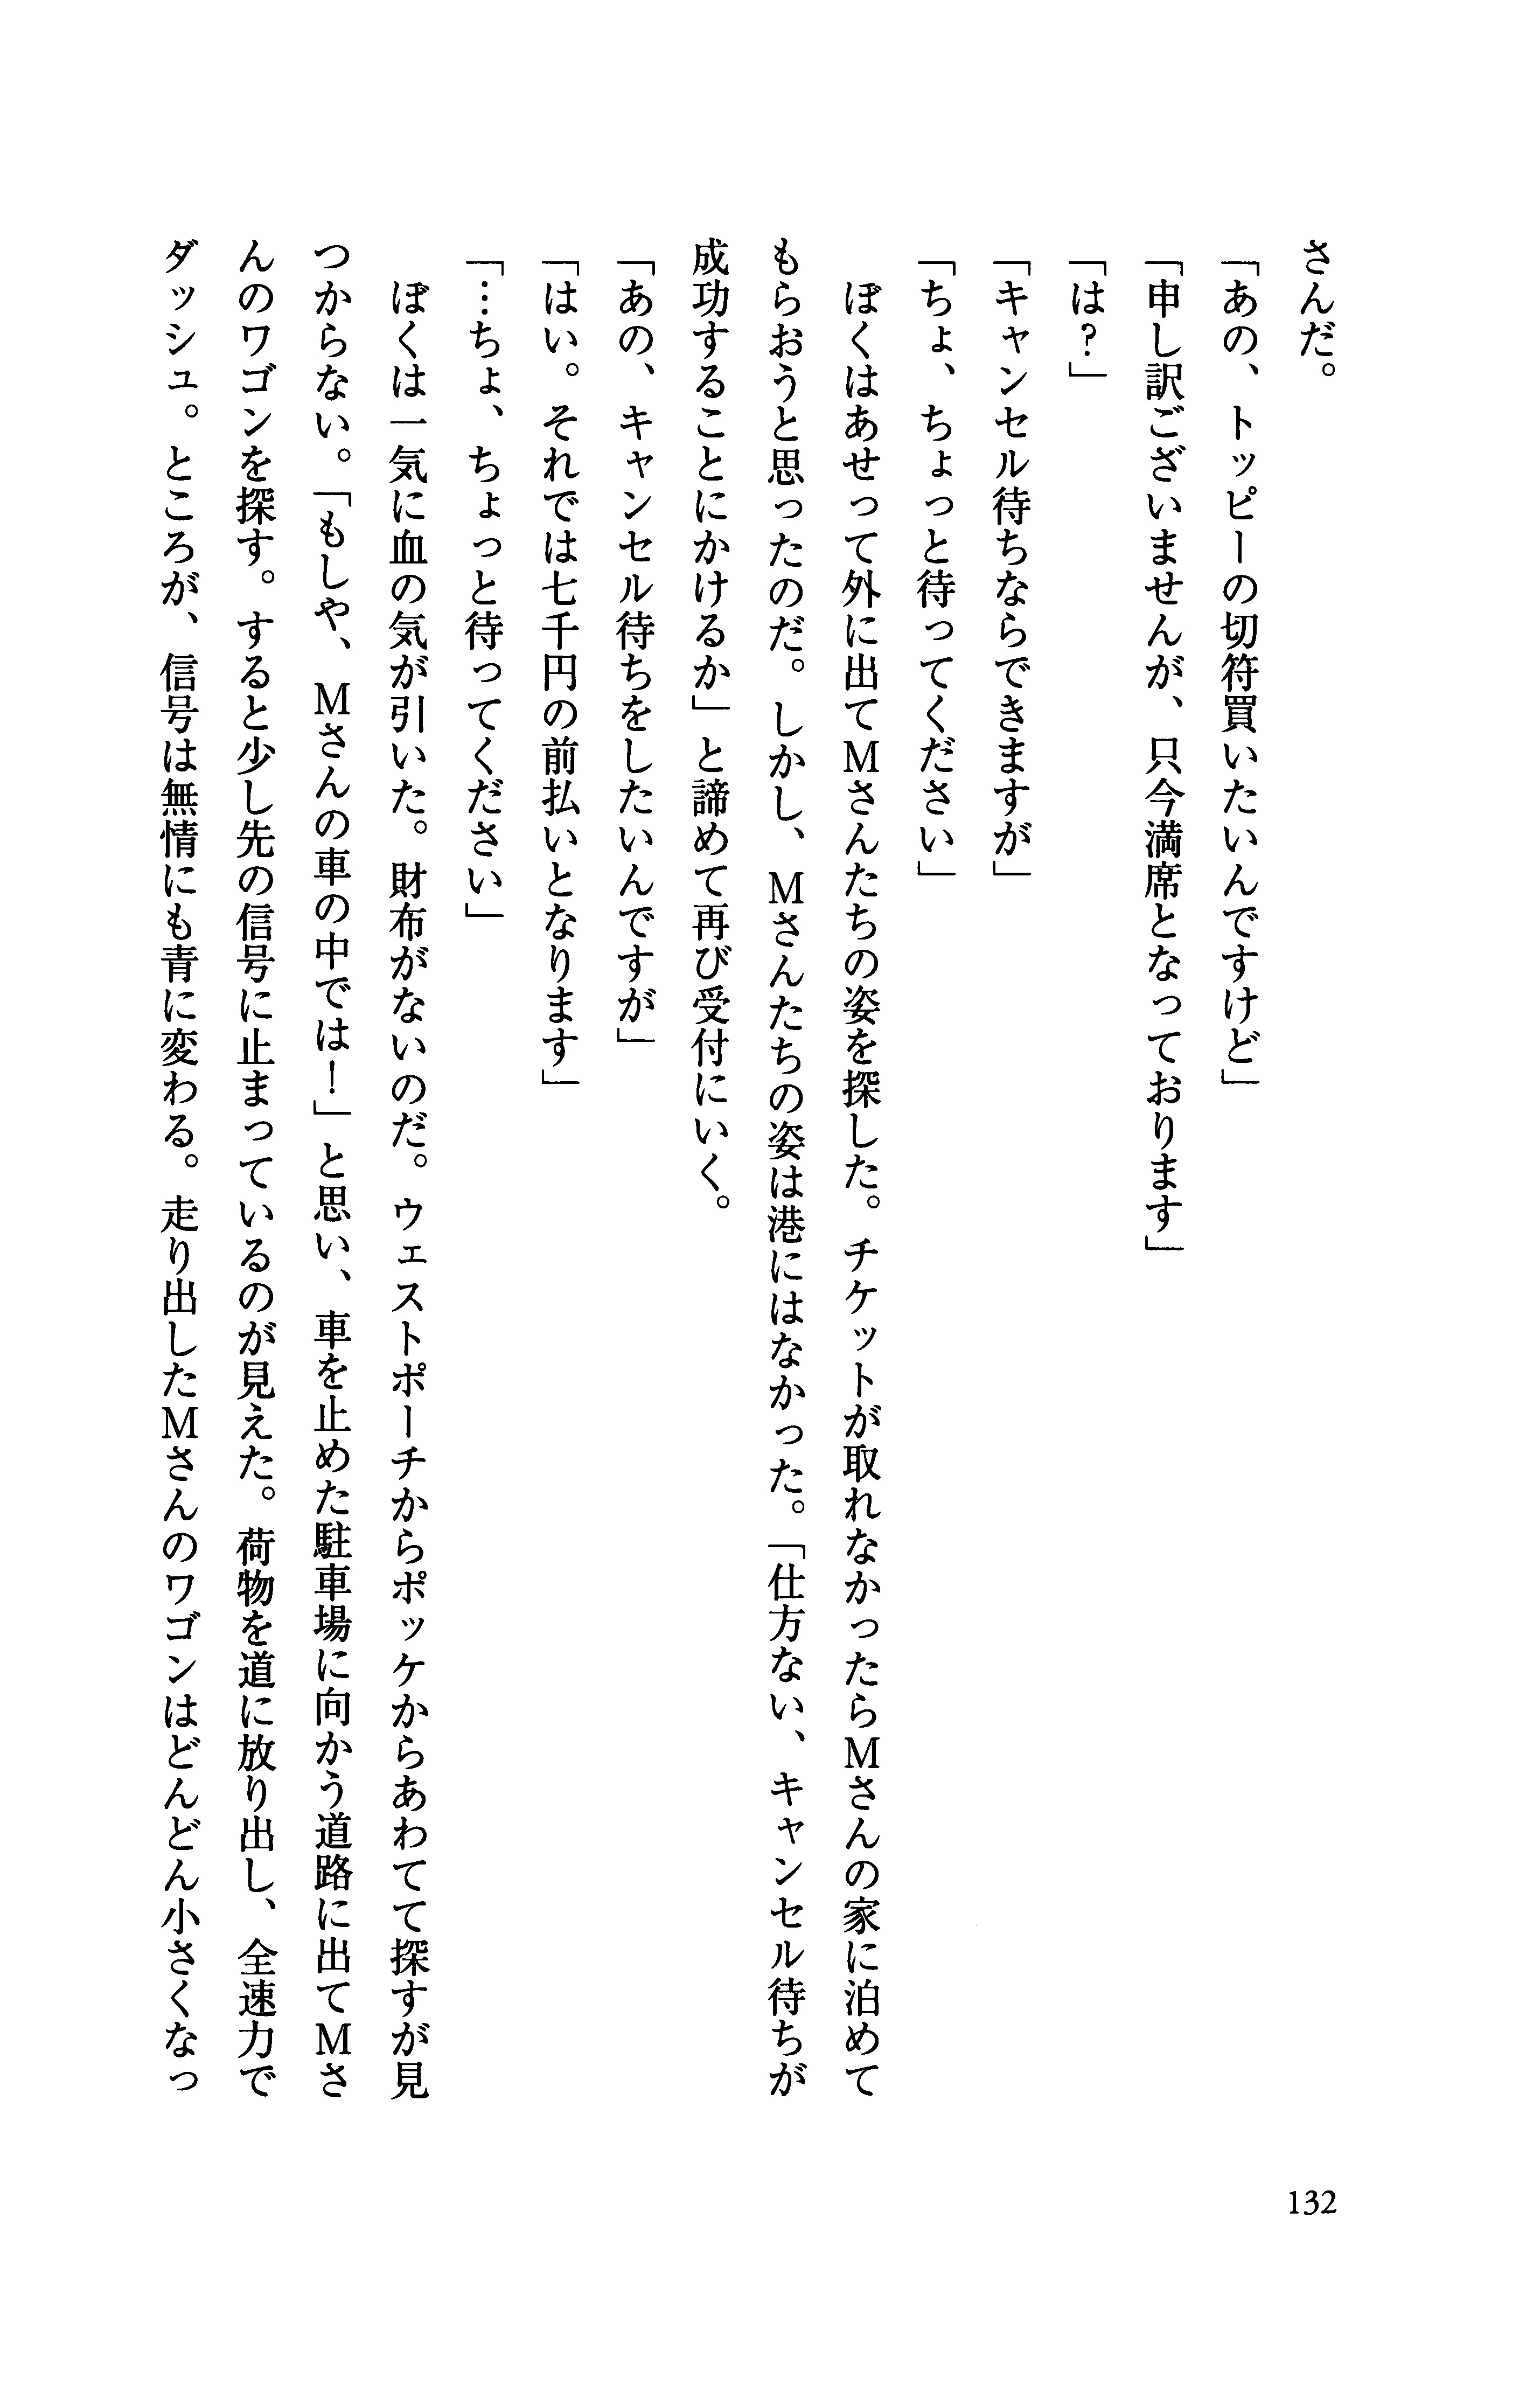 さんだ。
「あの、トッピーの切符買いたいんですけど」
「申し訳ございませんが、只今満席となっております」
「は?」
「キャンセル待ちならできますが」
「ちょ、ちょっと待ってください」
ぼくはあせって外に出てMさんたちの姿を探した。チケットが取れなかったらMさんの家に泊めて
もらおうと思ったのだ。しかし、Mさんたちの姿は港にはなかった。「仕方ない、キャンセル待ちが
成功することにかけるか」と諦めて再び受付にいく。
「あの、キャンセル待ちをしたいんですが」
「はい。それでは七千円の前払いとなります」
「…ちょ、ちょっと待ってください」
ぼくは一気に血の気が引いた。財布がないのだ。ウェストポーチからポッケからあわてて探すが見
つからない。「もしや、Mさんの車の中では!」と思い、車を止めた駐車場に向かう道路に出てMさ
んのワゴンを探す。すると少し先の信号に止まっているのが見えた。荷物を道に放り出し、全速力で
ダッシュ。ところが、信号は無情にも青に変わる。走り出したMさんのワゴンはどんどん小さくなっ
132